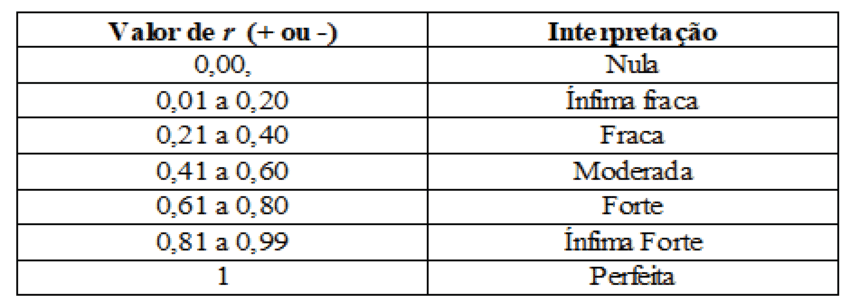 Valor de r (+ ou -) Interpretação
0,00, Nula
0,01 a 0,20 Ínfima fraca
0,21 a 0,40 Fraca
0,41 a 0,60 Moderada
0,61 a 0,80 Forte
0,81 a 0,99 Ínfima Forte
1 Perfeita